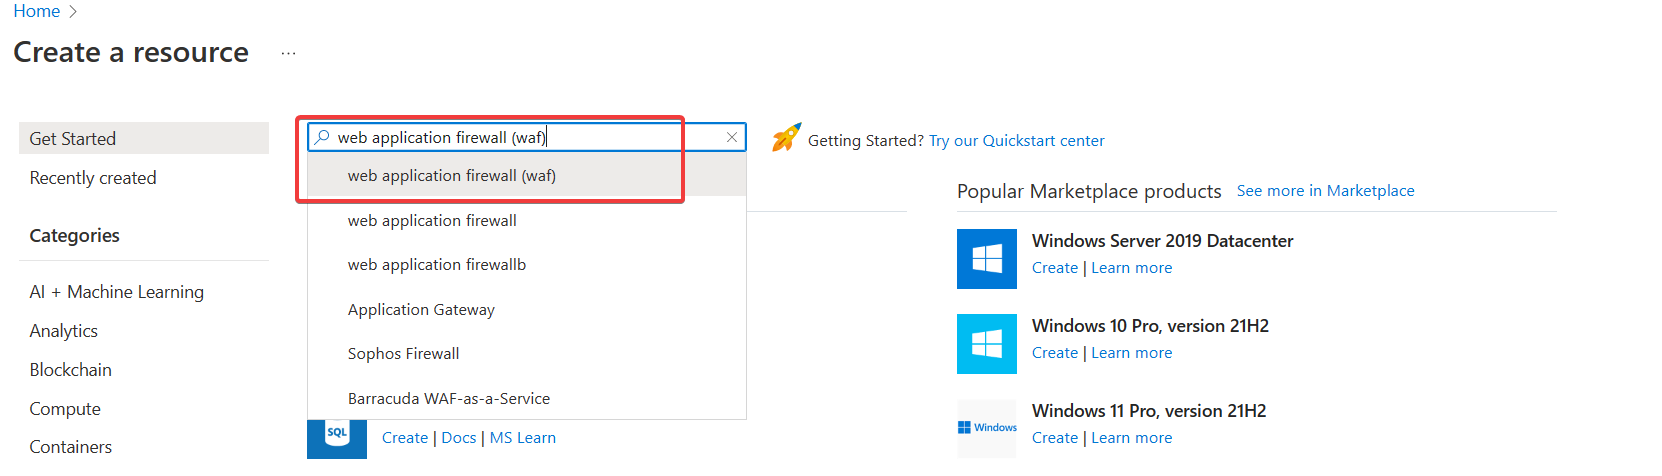 Home >
Create a resource ...
Get Started
Recently created
Categories
AI + Machine Learning
Analytics
Blockchain
Compute
Containers
web application firewall (waf)
web application firewall (waf)
web application firewall
web application firewallb
Application Gateway
Sophos Firewall
Barracuda WAF-as-a-Service
SQL
Create | Docs | MS Learn
Getting Started? Try our Quickstart center
Popular Marketplace products See more in Marketplace
Windows Server 2019 Datacenter
Create | Learn more
Windows 10 Pro, version 21H2
Create | Learn more
Windows
Windows 11 Pro, version 21H2
Create | Learn more